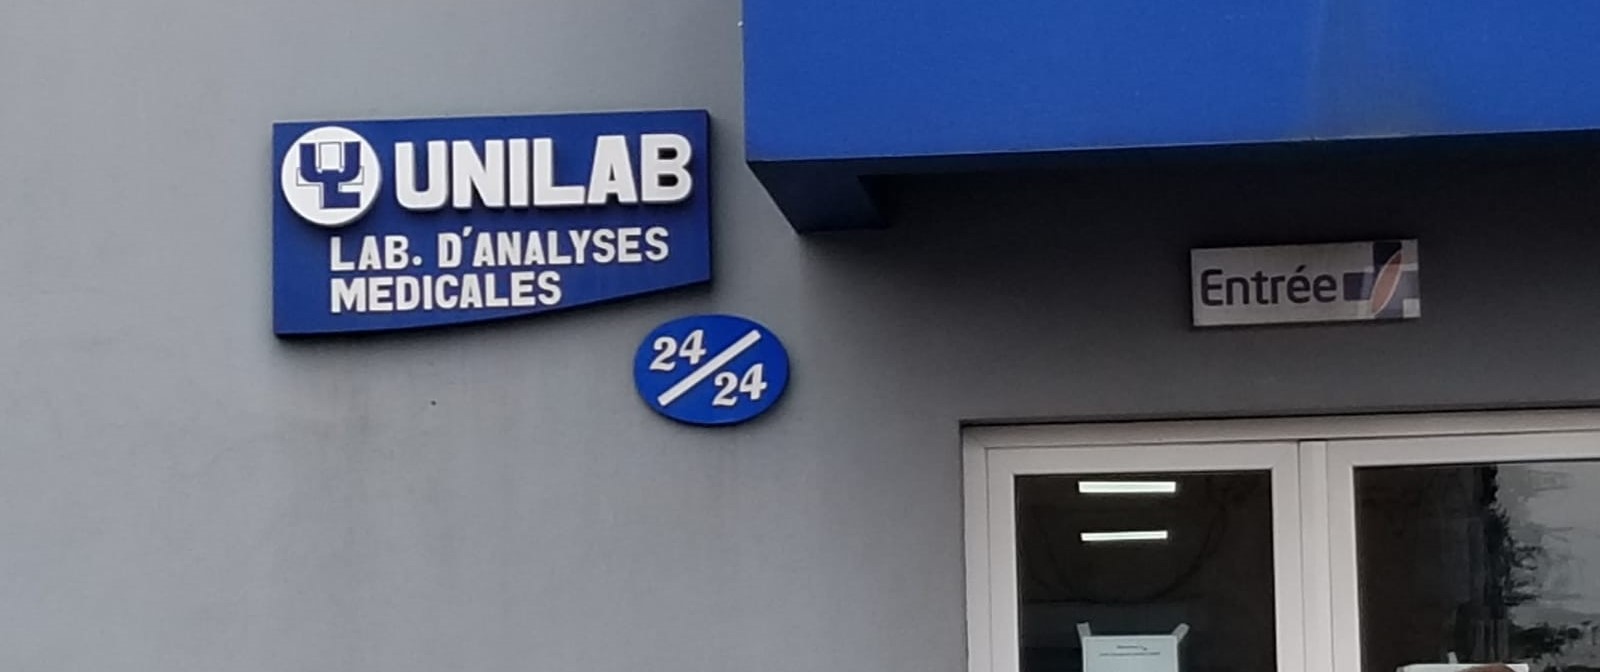 UNILAB
LAB. D'ANALYSES
MEDICALES
24/24
Entrée